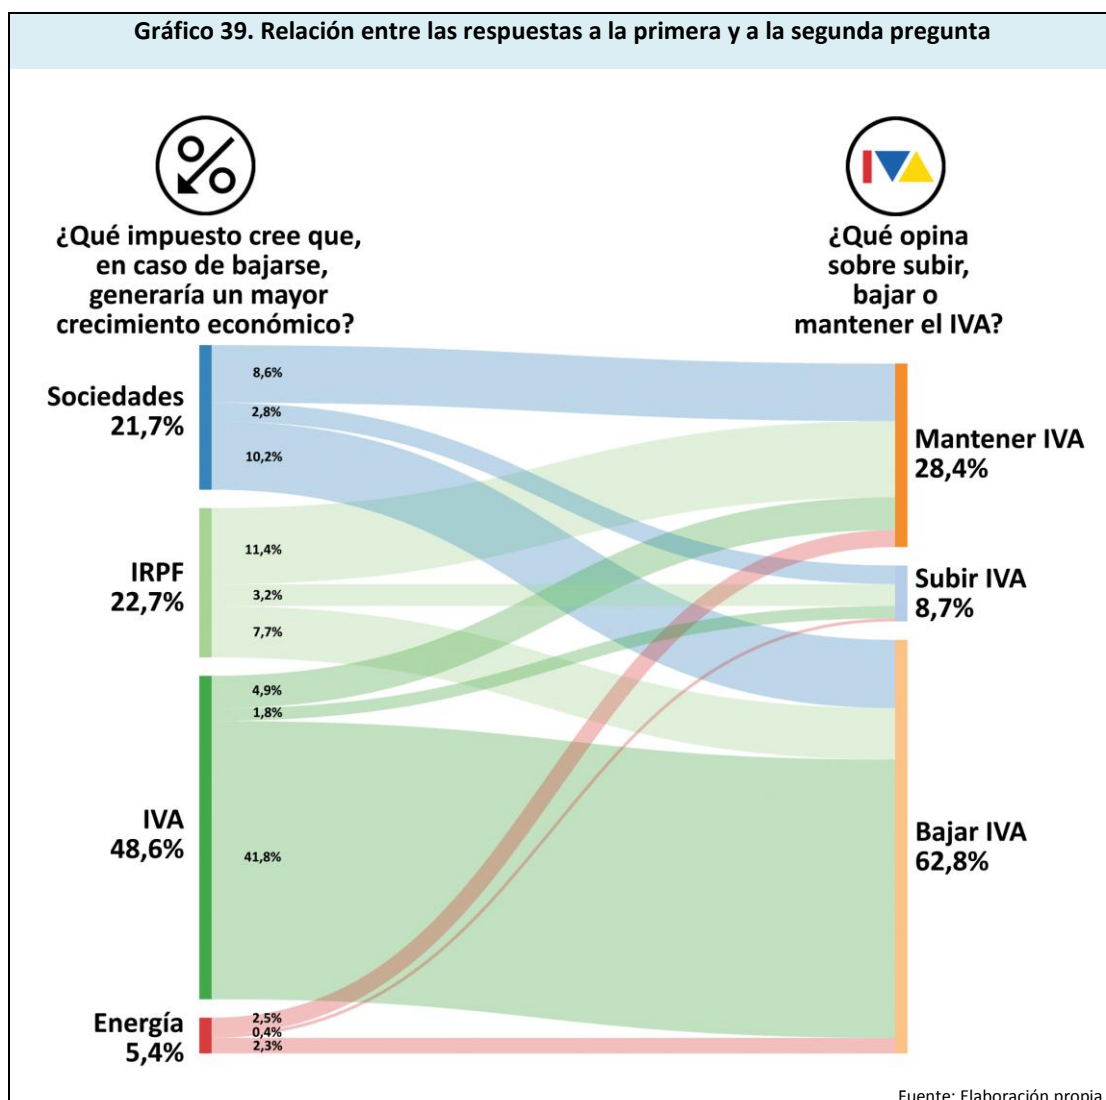 Gráfico 39. Relación entre las respuestas a la primera y a la segunda pregunta
%
¿Qué impuesto cree que,
en caso de bajarse,
generaría un mayor
crecimiento económico?
IVA
¿Qué opina
sobre subir,
bajar o
mantener el IVA?
Sociedades
21,7%
8,6%
2,8%
10,2%
IRPF
22,7%
11,4%
3,2%
7,7%
IVA
48,6%
4,9%
1,8%
41,8%
Energía
5,4%
2,5%
0,4%
2,3%
Mantener IVA
28,4%
Subir IVA
8,7%
Bajar IVA
62,8%
Fuente: Elaboración propia